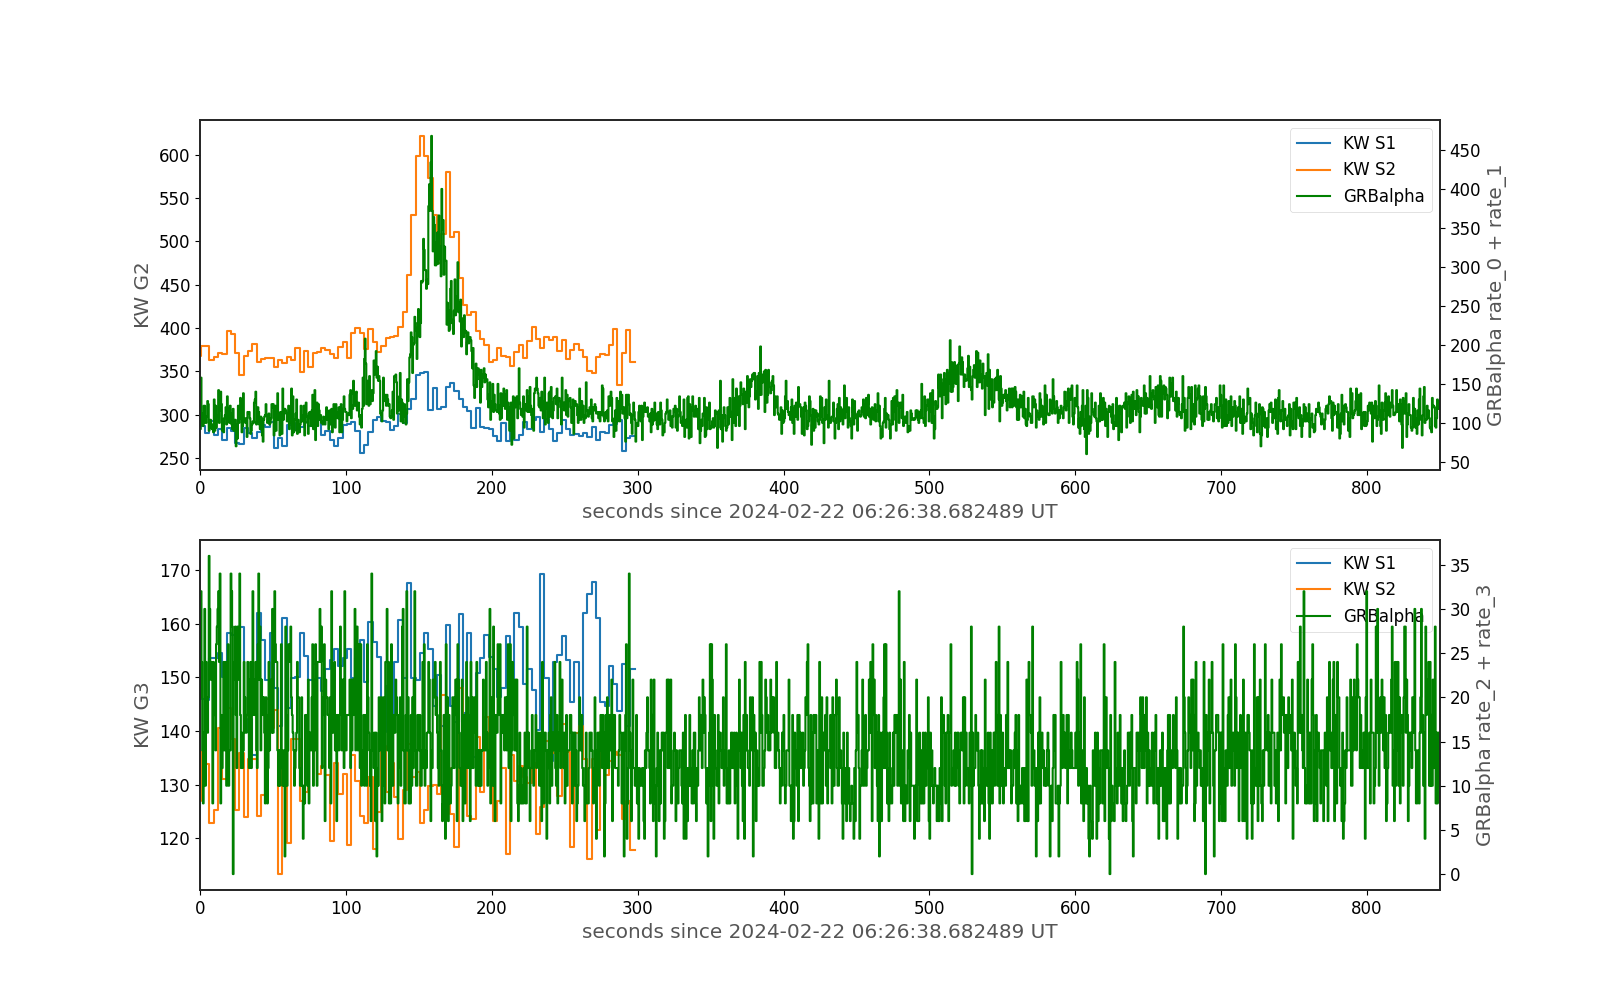 KW S1
KW S2
GRBalpha
600
550
500
450
400
350
300
250
KW G2
450
400
350
300
250
200
150
100
50
GRBalpha rate_0 + rate_1
0 100 200 300 400 500 600 700 800
seconds since 2024-02-22 06:26:38.682489 UT
KW S1
KW S2
GRBalpha
170
160
150
140
130
120
KW G3
35
30
25
20
15
10
5
0
GRBalpha rate_2 + rate_3
0 100 200 300 400 500 600 700 800
seconds since 2024-02-22 06:26:38.682489 UT